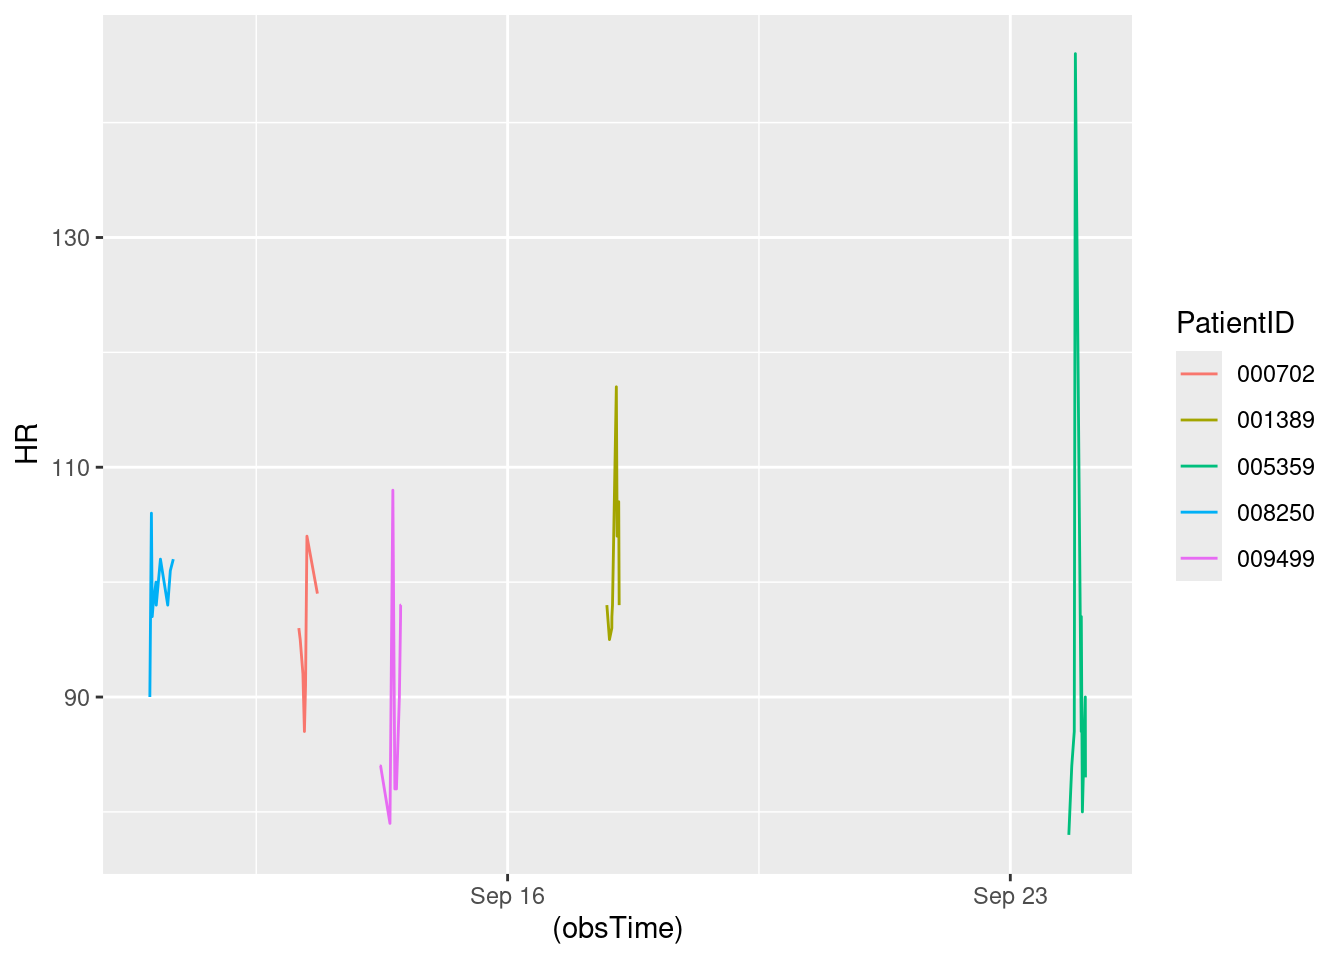 HR
130
110
90
Sep 16
Sep 23
(obsTime)
PatientID
000702
001389
005359
008250
009499